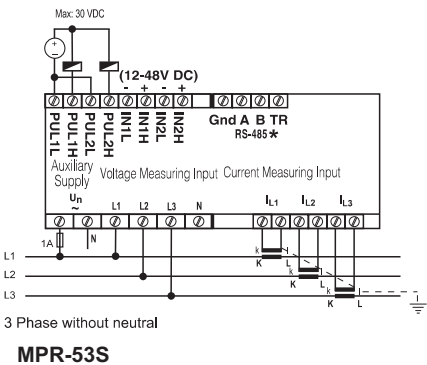 Max: 30 VDC
+
-
(12-48V DC)
- + - +
PUL1L PUL1H PUL2L PUL2H IN1L IN1H IN2L IN2H
Gnd A B TR
RS-485 *
Auxiliary Supply
Voltage Measuring Input
Current Measuring Input
Un
~
L1 L2 L3 N
IL1 IL2 IL3
1A
N
L1
k
K L
L2
k
K L
L3
k l
K L
3 Phase without neutral
MPR-53S